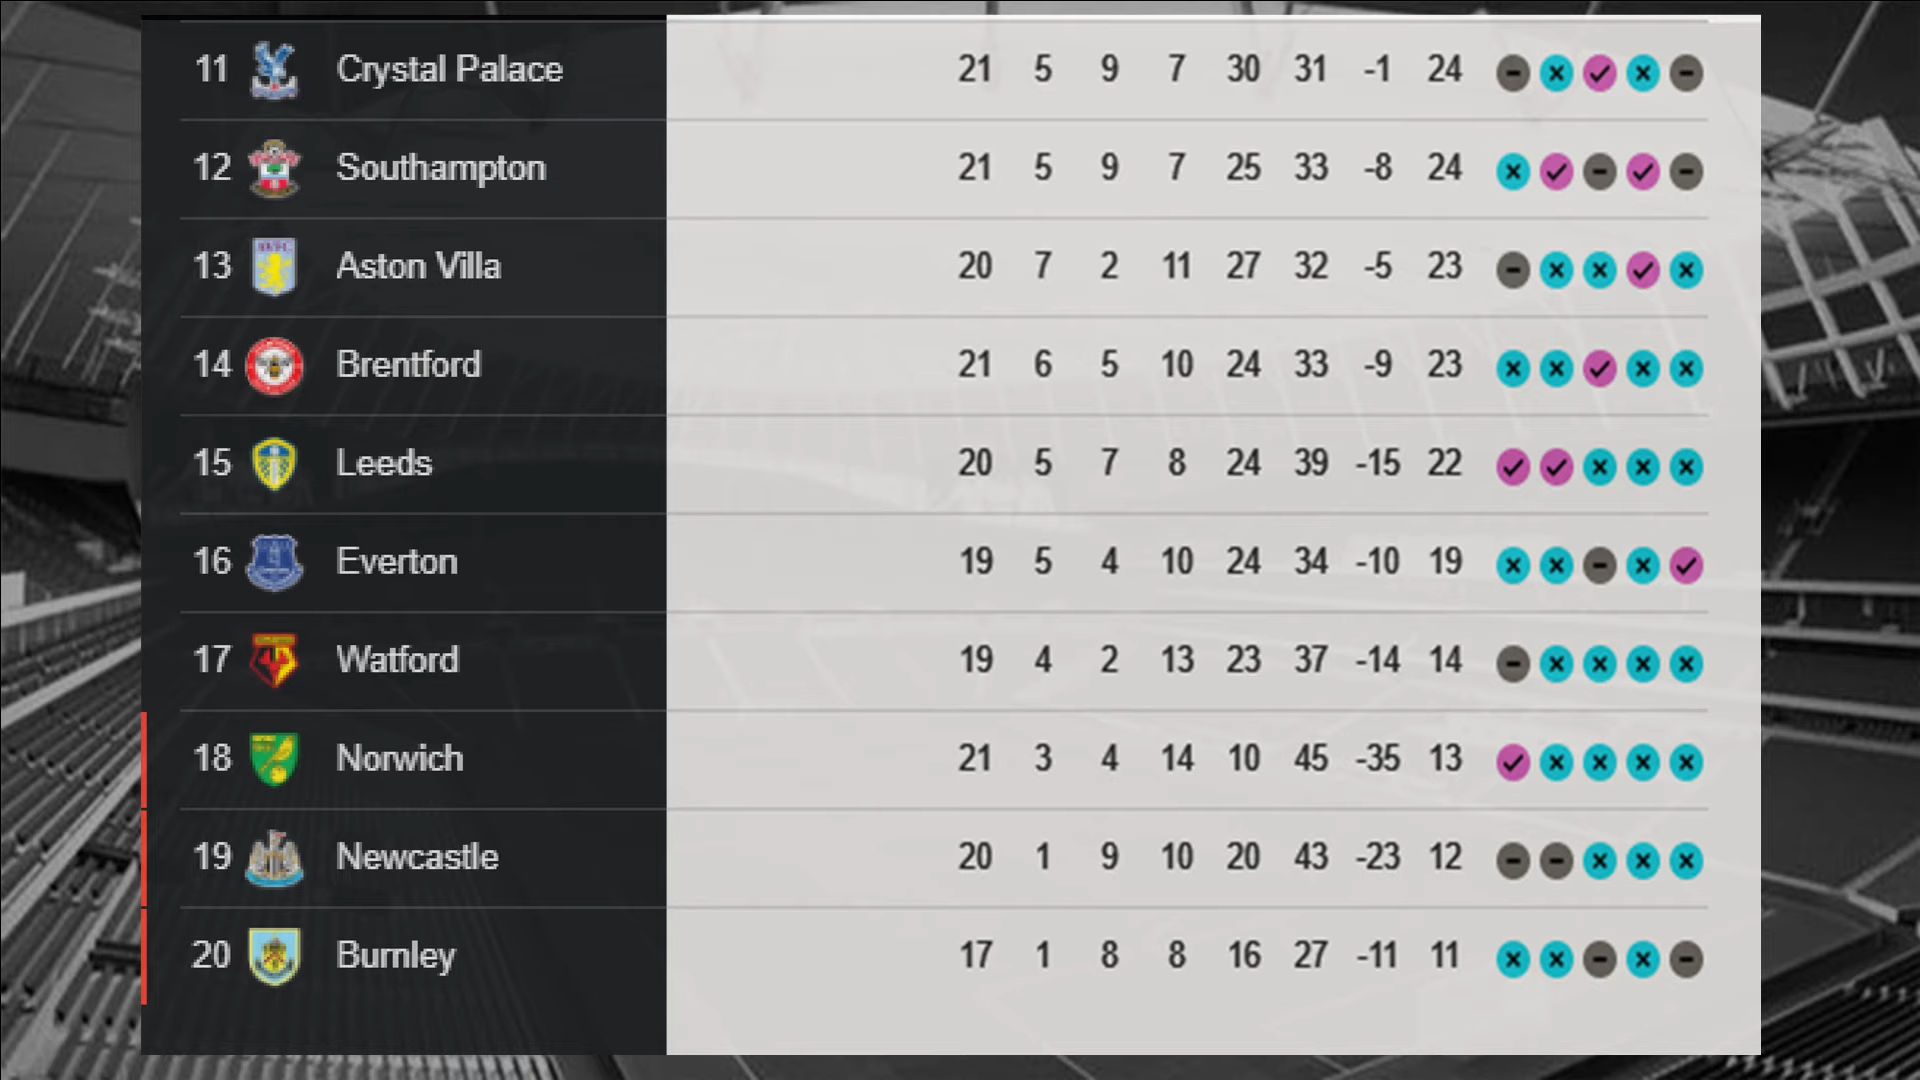 11 Crystal Palace 21 5 9 7 30 31 -1 24
12 Southampton 21 5 9 7 25 33 -8 24
13 Aston Villa 20 7 2 11 27 32 -5 23
14 Brentford 21 6 5 10 24 33 -9 23
15 Leeds 20 5 7 8 24 39 -15 22
16 Everton 19 5 4 10 24 34 -10 19
17 Watford 19 4 2 13 23 37 -14 14
18 Norwich 21 3 4 14 10 45 -35 13
19 Newcastle 20 1 9 10 20 43 -23 12
20 Burnley 17 1 8 8 16 27 -11 11